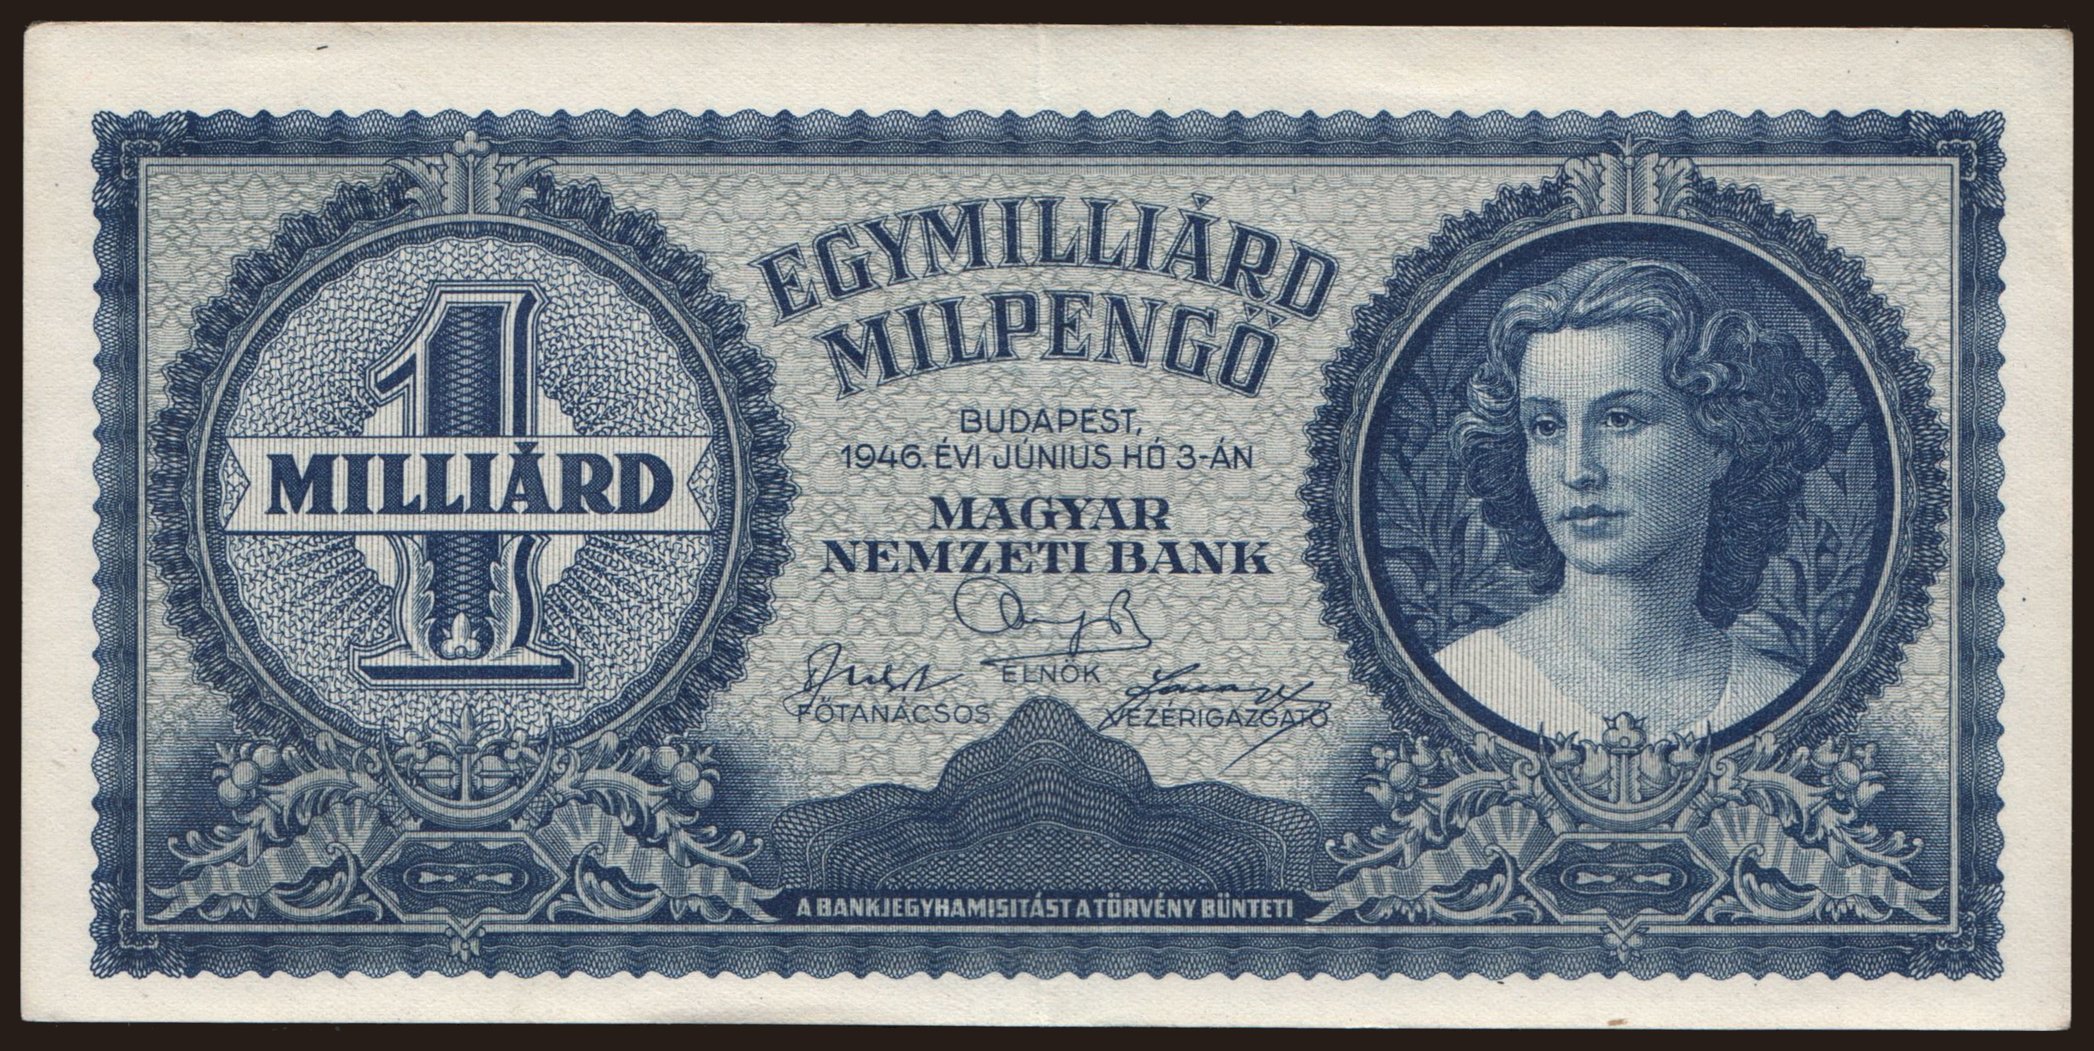 EGYMILLIÁRD
MILPENGŐ
1
MILLIÁRD
BUDAPEST,
1946. ÉVI JÚNIUS HÓ 3-ÁN
MAGYAR
NEMZETI BANK
ELNÖK
FŐTANÁCSOS
VEZÉRIGAZGATÓ
A BANKJEGYHAMISITÁST A TÖRVÉNY BÜNTETI